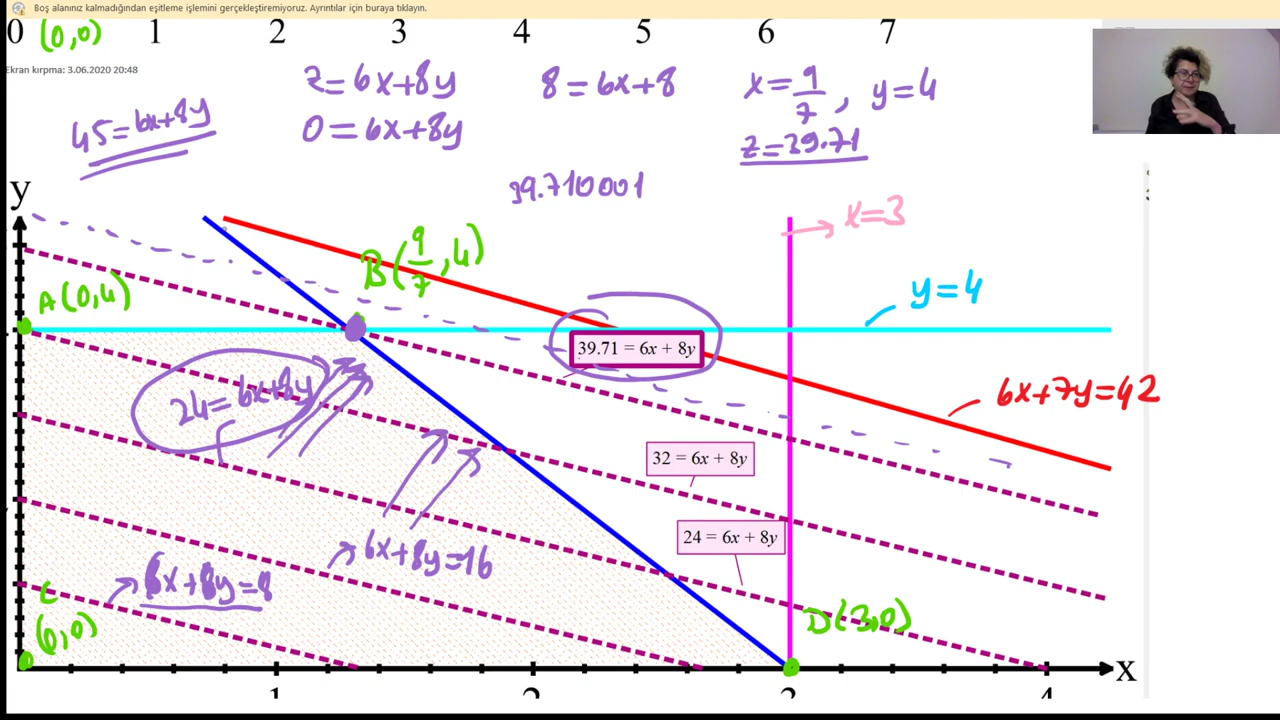 Boş alanınız kalmadığından eşitleme işlemini gerçekleştiremiyoruz. Ayrıntılar için buraya tıklayın.
0 (0,0) 1 2 3 4 5 6 7
Ekran kırpma: 3.06.2020 20:48
z=6x+8y
8=6x+8
x=9/7, y=4
45=6x+8y
0=6x+8y
z=39.71
39.710001
y
x=3
B(9/7,4)
A(0,4)
y=4
39.71 = 6x + 8y
6x+7y=42
24=6x+8y
32 = 6x + 8y
24 = 6x + 8y
6x+8y=16
6x+8y=8
C
(0,0)
D(3,0)
x
1 2 3 4